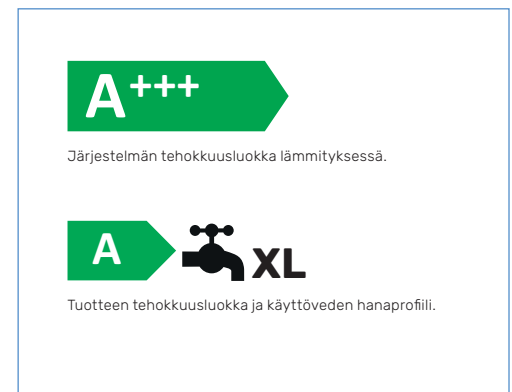 A+++
Järjestelmän tehokkuusluokka lämmityksessä.
A XL
Tuotteen tehokkuusluokka ja käyttöveden hanaprofiili.